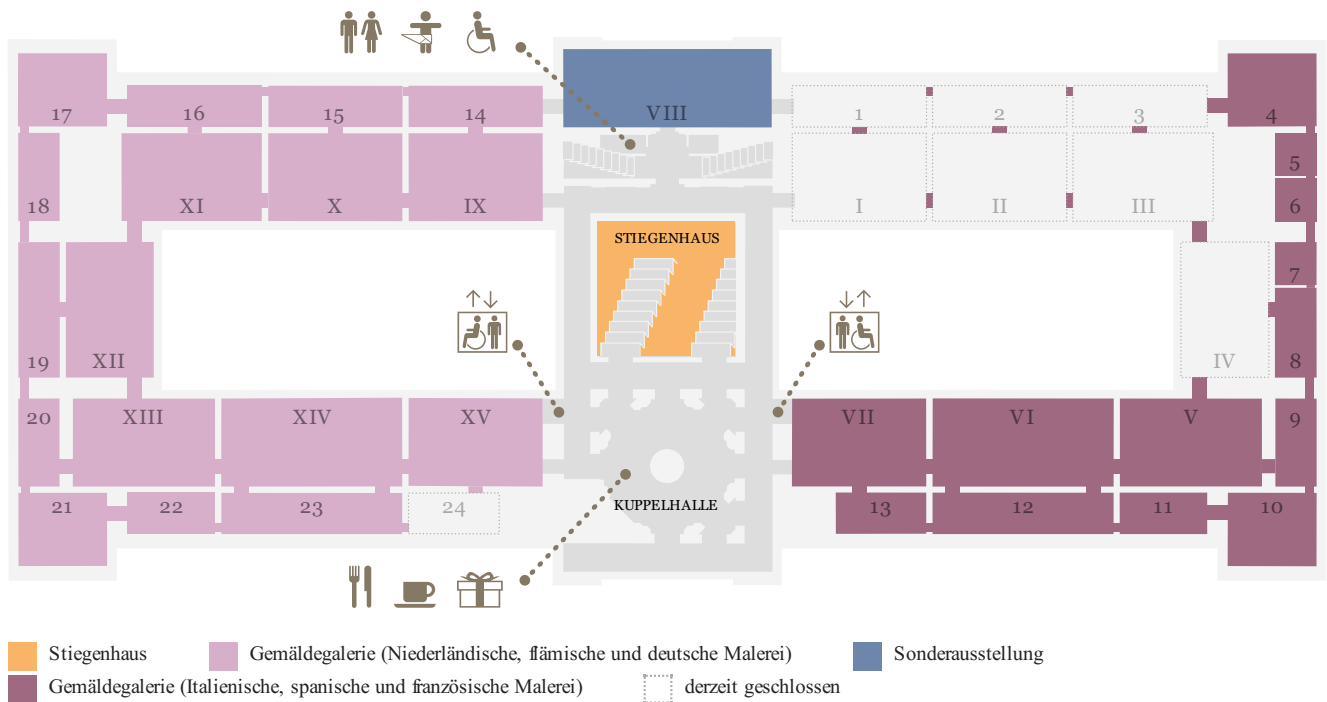 17 16 15 14 VIII 1 2 3 4
5
18 XI X IX I II III 6
STIEGENHAUS
7
19 XII IV 8
20 XIII XIV XV VII VI V 9
21 22 23 24 KUPPELHALLE 13 12 11 10
Stiegenhaus Gemäldegalerie (Niederländische, flämische und deutsche Malerei) Sonderausstellung
Gemäldegalerie (Italienische, spanische und französische Malerei) derzeit geschlossen